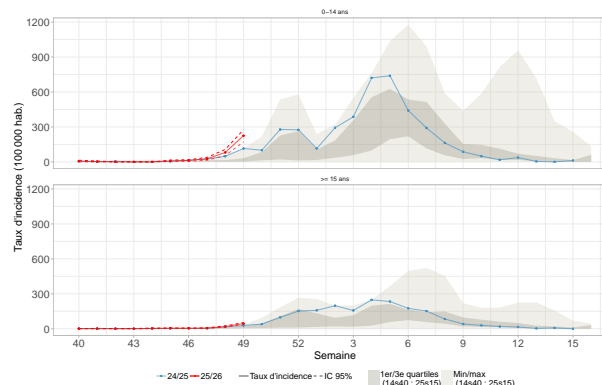 0−14 ans
1200
900
600
300
0
>= 15 ans
1200
900
600
300
0
40 43 46 49 52 3 6 9 12 15
Taux d'incidence (100 000 hab.)
Semaine
24/25 25/26 Taux d'incidence IC 95% 1er/3e quartiles Min/max
(14s40 : 25s15) (14s40 : 25s15)